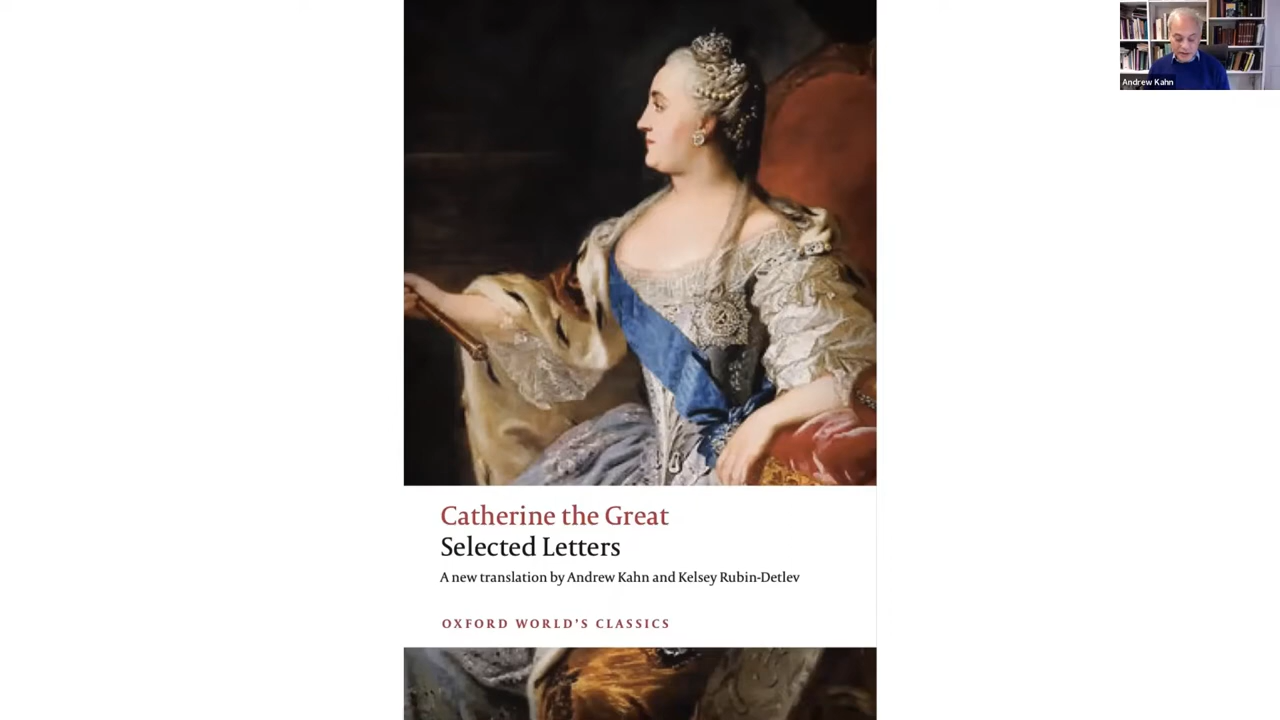 Andrew Kahn
Catherine the Great
Selected Letters
A new translation by Andrew Kahn and Kelsey Rubin-Detlev
OXFORD WORLD'S CLASSICS